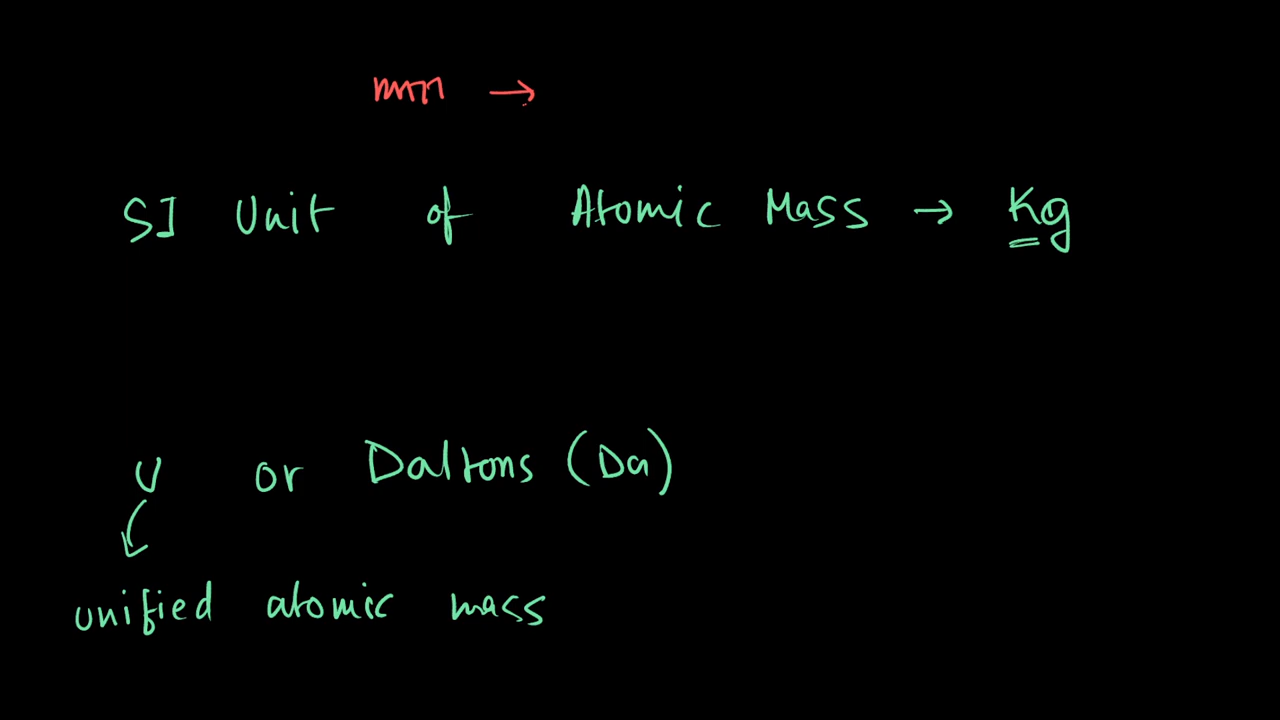 →
SI Unit of Atomic Mass → Kg
U or Daltons (Da)
unified atomic mass